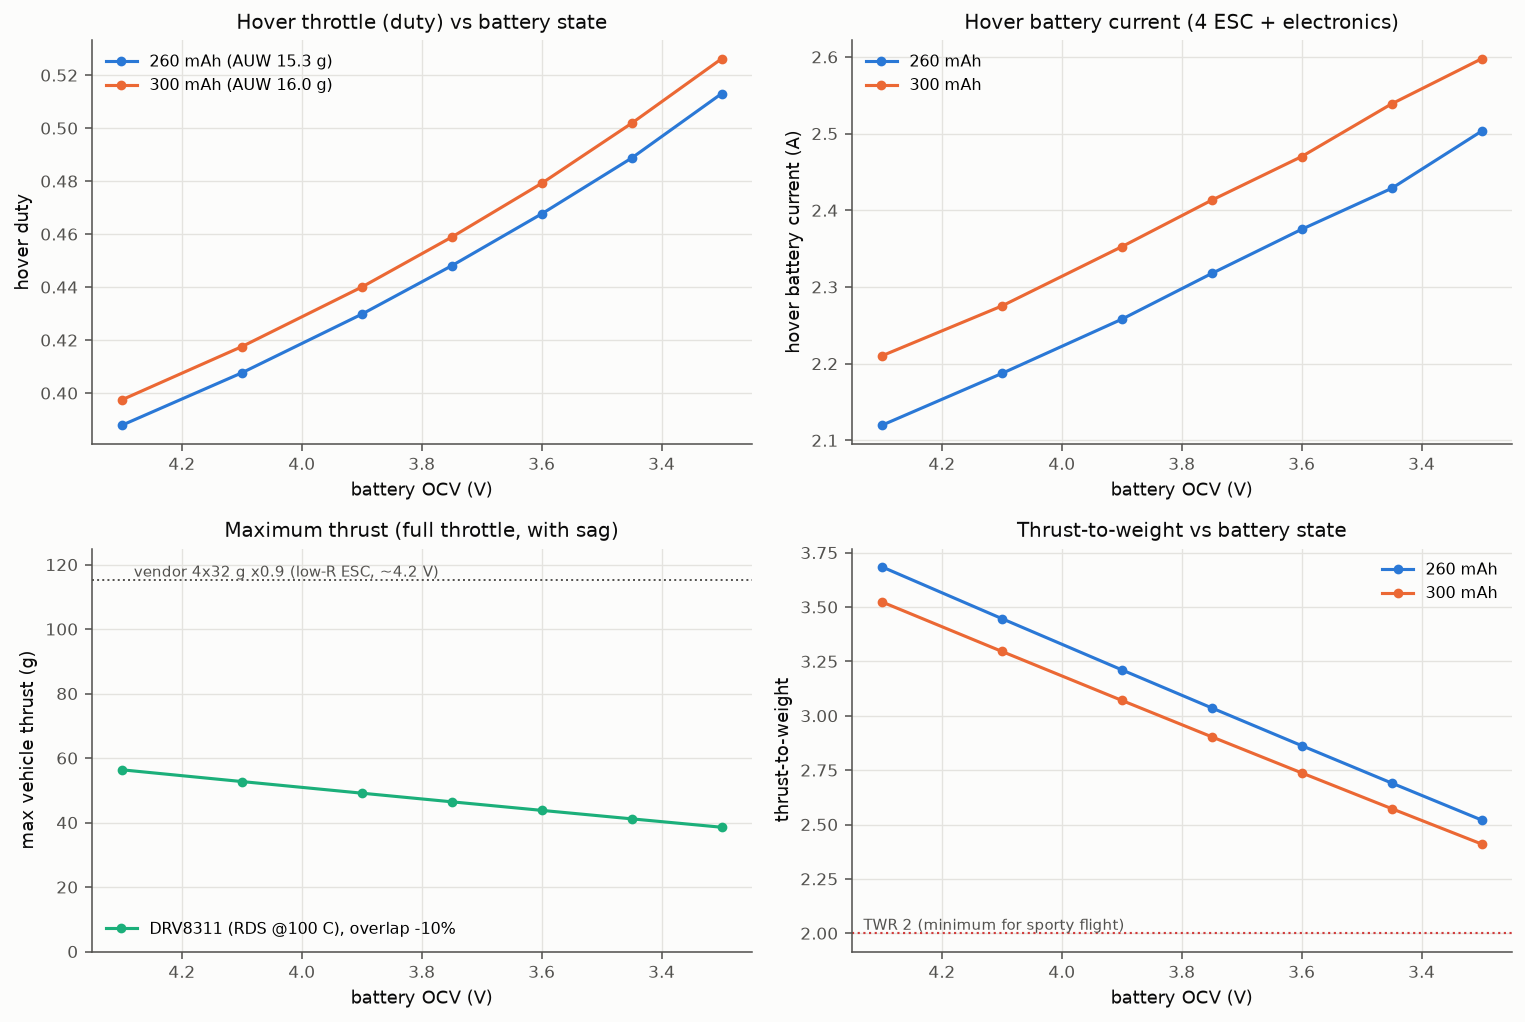 Hover throttle (duty) vs battery state
260 mAh (AUW 15.3 g)
300 mAh (AUW 16.0 g)
hover duty
0.52
0.50
0.48
0.46
0.44
0.42
0.40
4.2 4.0 3.8 3.6 3.4
battery OCV (V)
Hover battery current (4 ESC + electronics)
260 mAh
300 mAh
hover battery current (A)
2.6
2.5
2.4
2.3
2.2
2.1
4.2 4.0 3.8 3.6 3.4
battery OCV (V)
Maximum thrust (full throttle, with sag)
vendor 4x32 g x0.9 (low-R ESC, ~4.2 V)
max vehicle thrust (g)
120
100
80
60
40
20
0
DRV8311 (RDS @100 C), overlap -10%
4.2 4.0 3.8 3.6 3.4
battery OCV (V)
Thrust-to-weight vs battery state
260 mAh
300 mAh
thrust-to-weight
3.75
3.50
3.25
3.00
2.75
2.50
2.25
2.00
TWR 2 (minimum for sporty flight)
4.2 4.0 3.8 3.6 3.4
battery OCV (V)